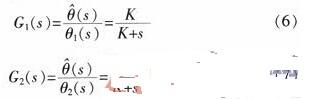 G₁(s) = θ̂(s)/θ₁(s) = K/(K+s) (6)
G₂(s) = θ̂(s)/θ₂(s) =